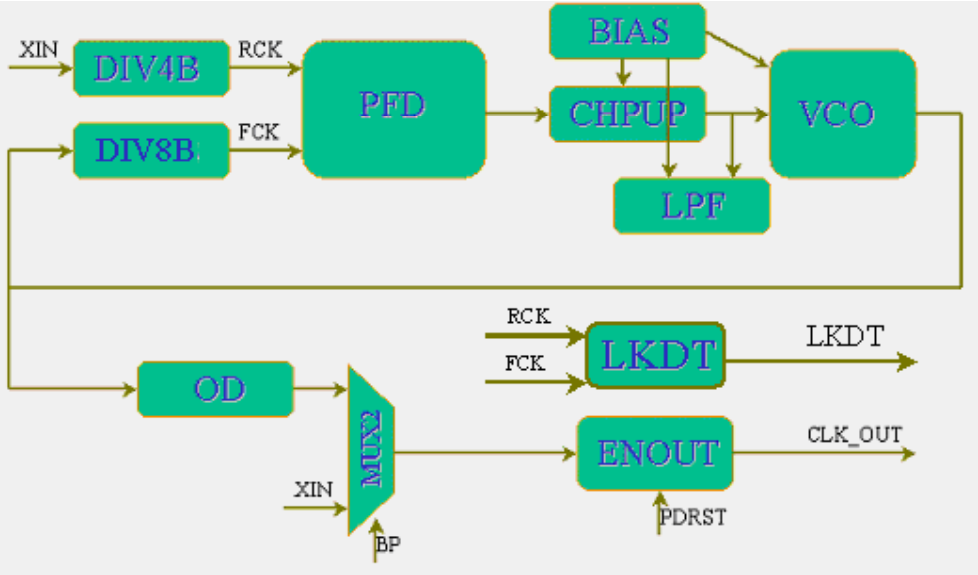 XIN
DIV4B
RCK
PFD
BIAS
CHPUP
VCO
DIV8B
FCK
LPF
RCK
FCK
LKDT
LKDT
OD
MUX2
XIN
BP
ENOUT
CLK_OUT
PDRST